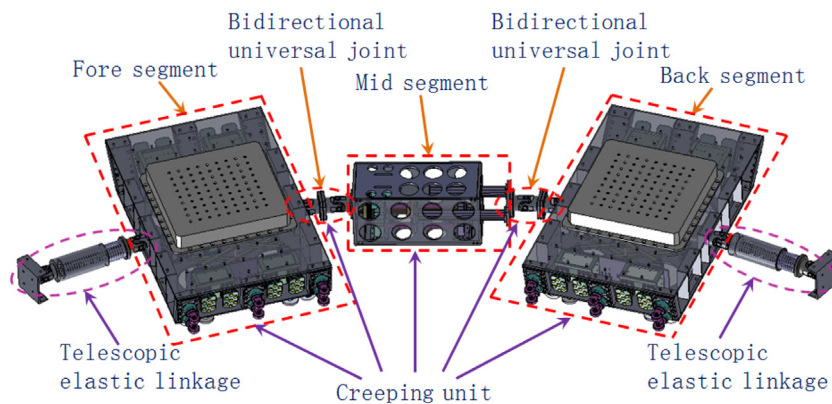 Bidirectional
universal joint
Bidirectional
universal joint
Fore segment
Mid segment
Back segment
Telescopic
elastic linkage
Creeping unit
Telescopic
elastic linkage